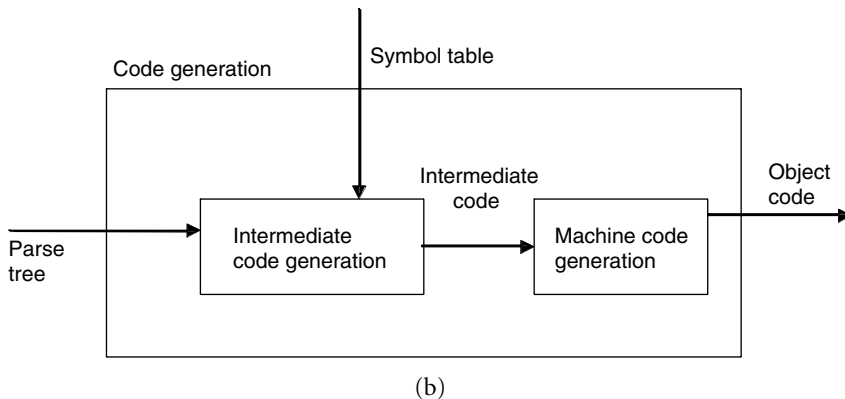 Symbol table
Code generation
Intermediate
code
Object
code
Parse
tree
Intermediate
code generation
Machine code
generation
(b)